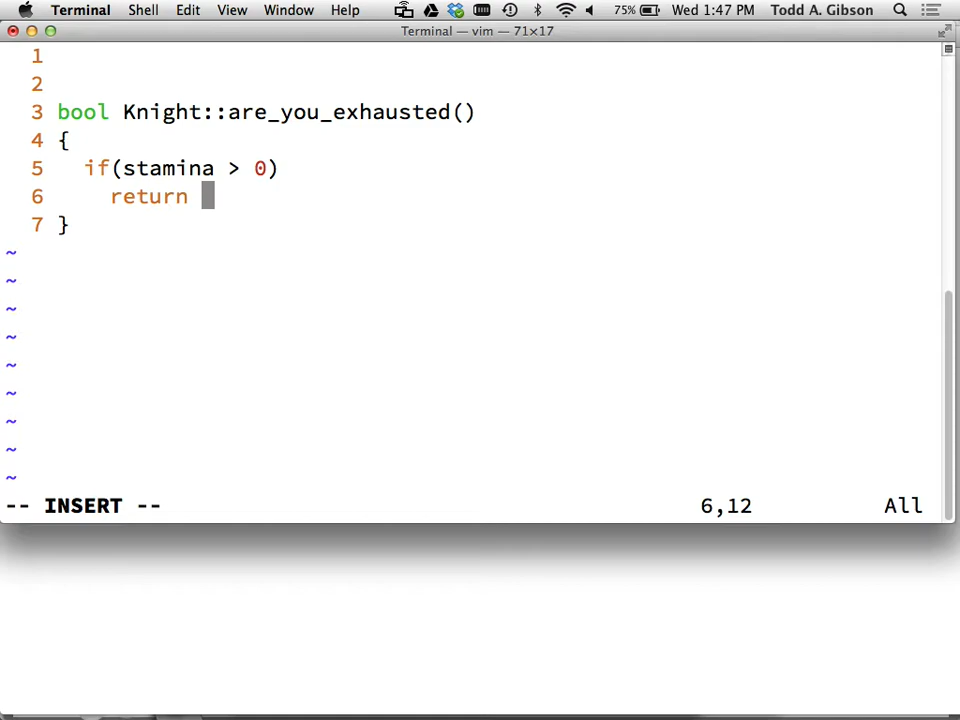 Terminal Shell Edit View Window Help 75% Wed 1:47 PM Todd A. Gibson
Terminal — vim — 71×17
1
2
3 bool Knight::are_you_exhausted()
4 {
5   if(stamina > 0)
6     return
7 }
~
~
~
~
~
~
~
~
~
-- INSERT -- 6,12 All